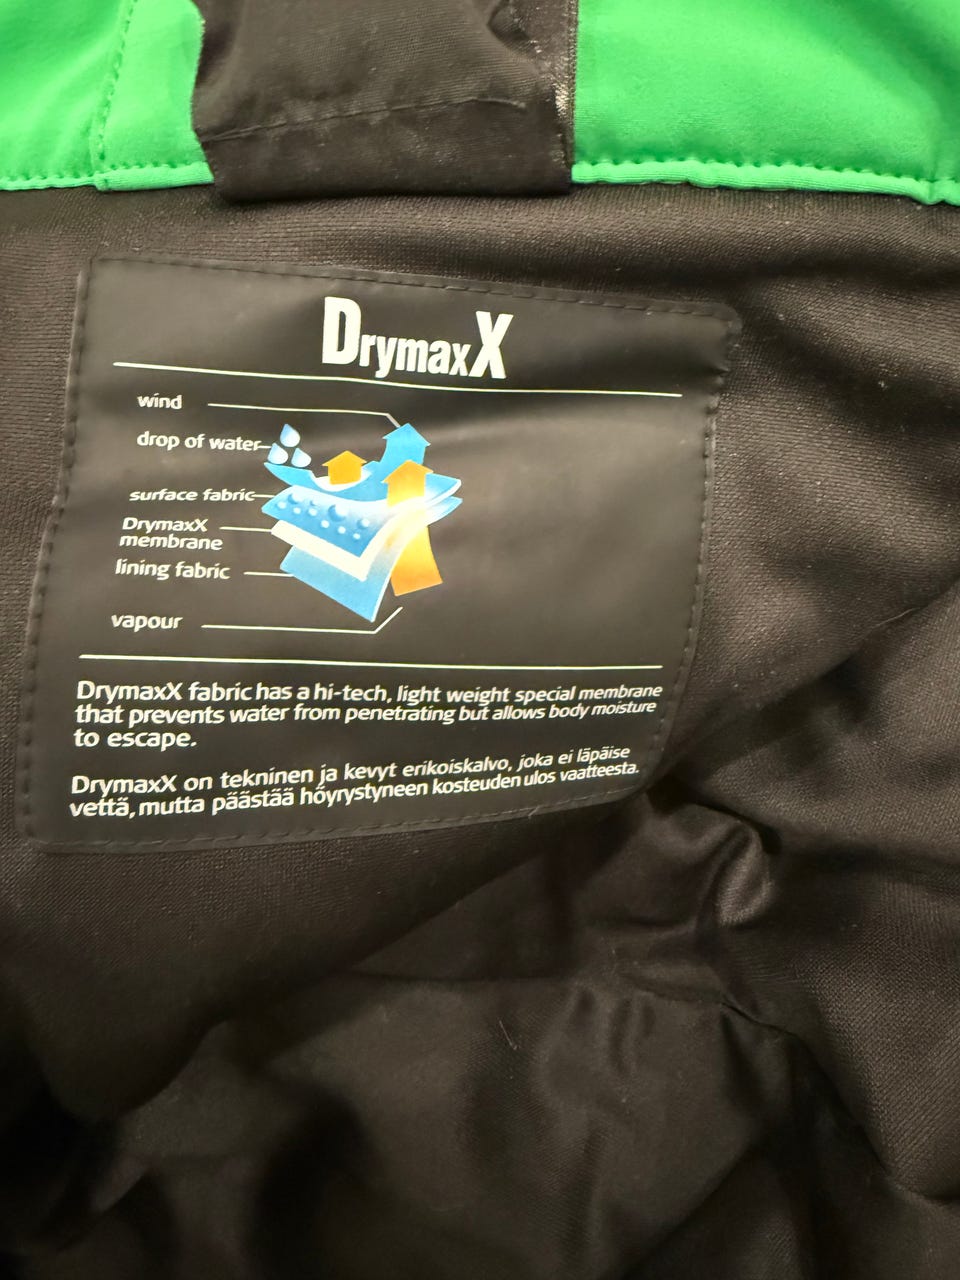 DrymaxX
wind
drop of water
surface fabric
DrymaxX
membrane
lining fabric
vapour
DrymaxX fabric has a hi-tech, light weight special membrane
that prevents water from penetrating but allows body moisture
to escape.
DrymaxX on tekninen ja kevyt erikoiskalvo, joka ei läpäise
vettä, mutta päästää höyrystyneen kosteuden ulos vaatteesta.